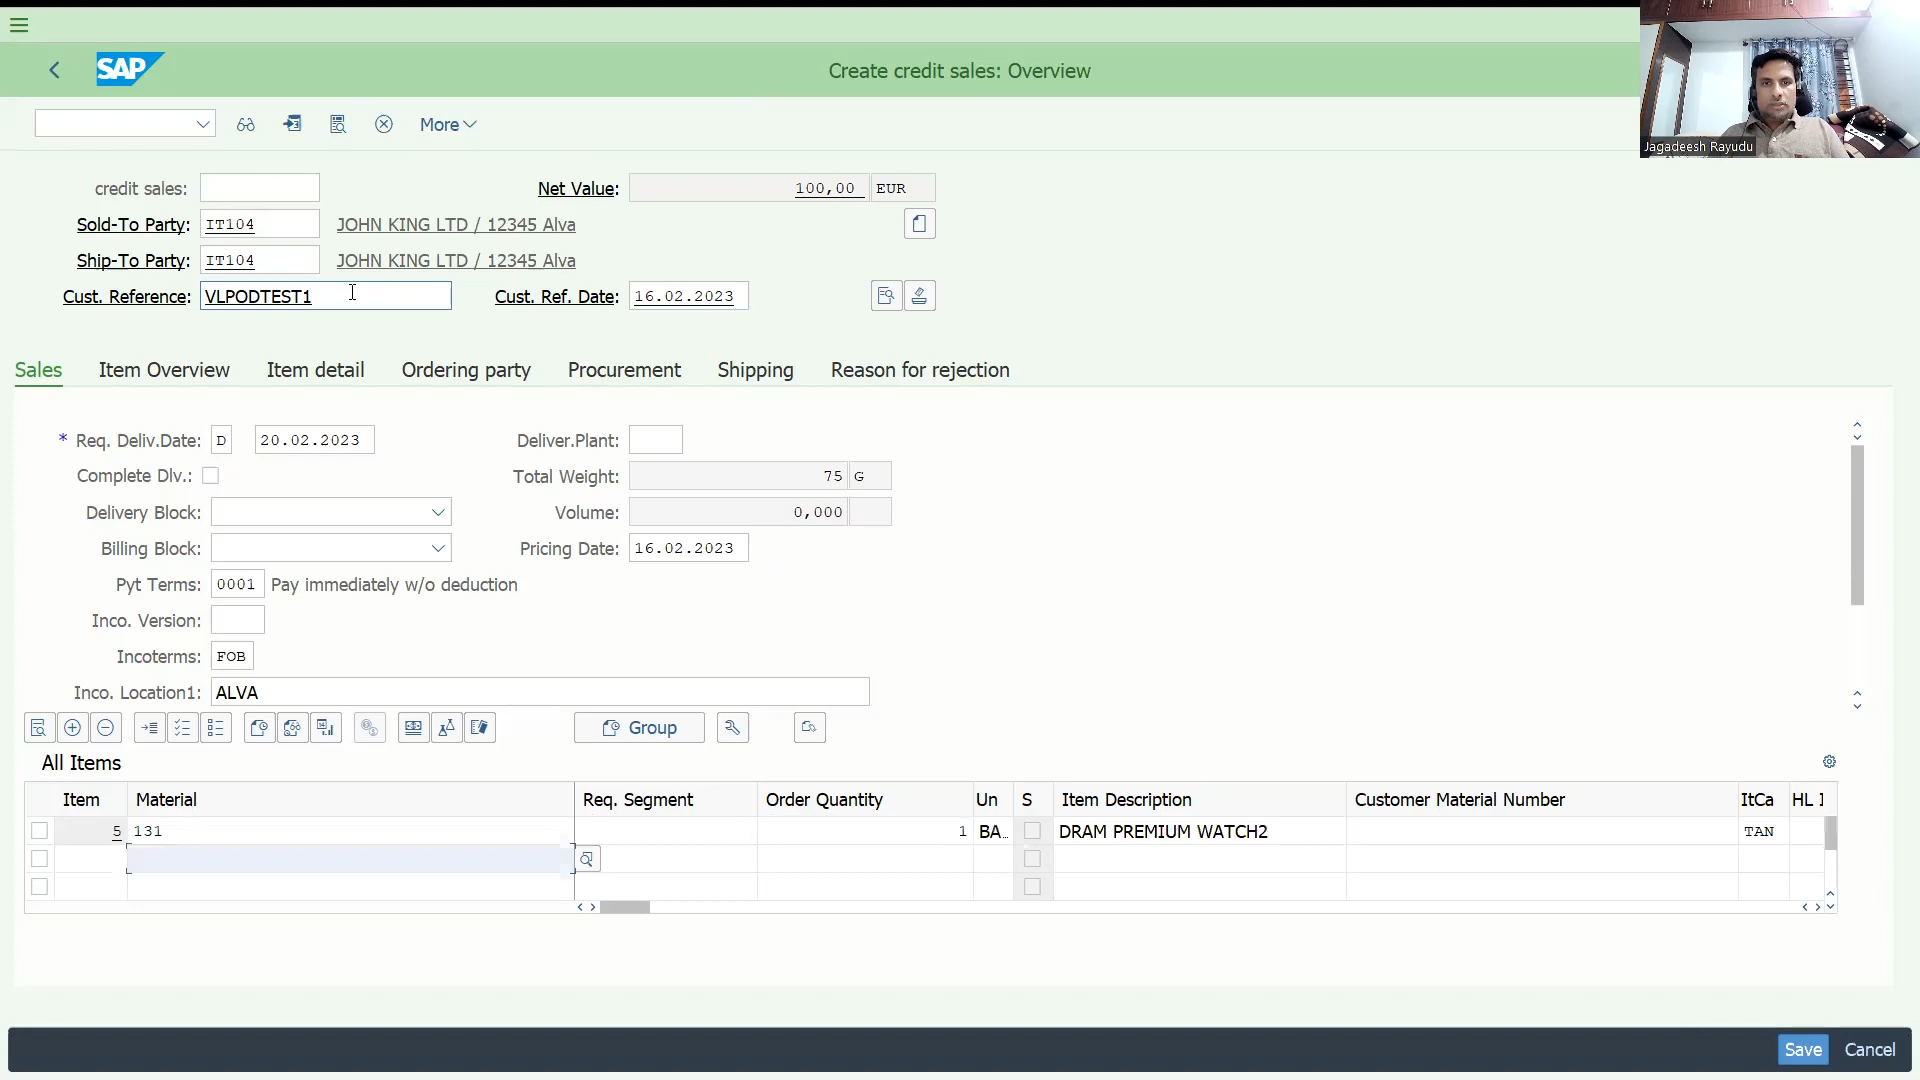 SAP
Create credit sales: Overview
Jagadeesh Rayudu
More
credit sales:
Net Value: 100,00 EUR
Sold-To Party: IT104 JOHN KING LTD / 12345 Alva
Ship-To Party: IT104 JOHN KING LTD / 12345 Alva
Cust. Reference: VLPODTEST1 Cust. Ref. Date: 16.02.2023
Sales Item Overview Item detail Ordering party Procurement Shipping Reason for rejection
* Req. Deliv.Date: D 20.02.2023 Deliver.Plant:
Complete Dlv.: Total Weight: 75 G
Delivery Block: Volume: 0,000
Billing Block: Pricing Date: 16.02.2023
Pyt Terms: 0001 Pay immediately w/o deduction
Inco. Version:
Incoterms: FOB
Inco. Location1: ALVA
Group
All Items
Item Material Req. Segment Order Quantity Un S Item Description Customer Material Number ItCa HL I
5 131 1 BA.. DRAM PREMIUM WATCH2 TAN
Save Cancel